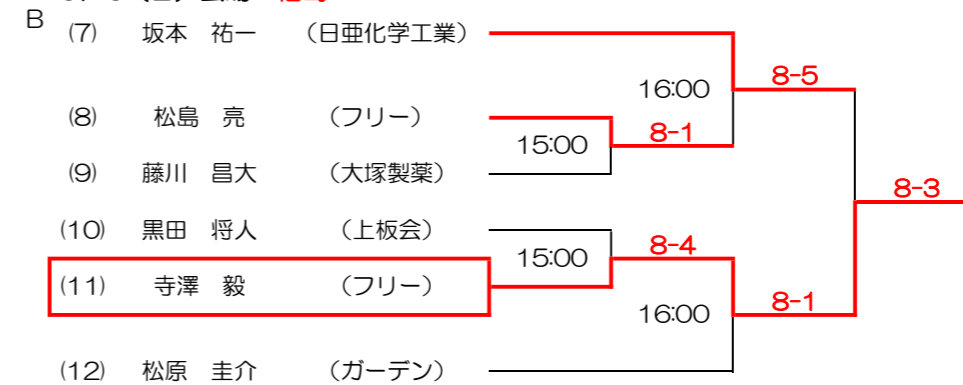 B
(7) 坂本 祐一 (日亜化学工業)
16:00 8-5
(8) 松島 亮 (フリー)
15:00 8-1
(9) 藤川 昌大 (大塚製薬)
8-3
(10) 黒田 将人 (上板会)
15:00 8-4
(11) 寺澤 毅 (フリー)
16:00 8-1
(12) 松原 圭介 (ガーデン)